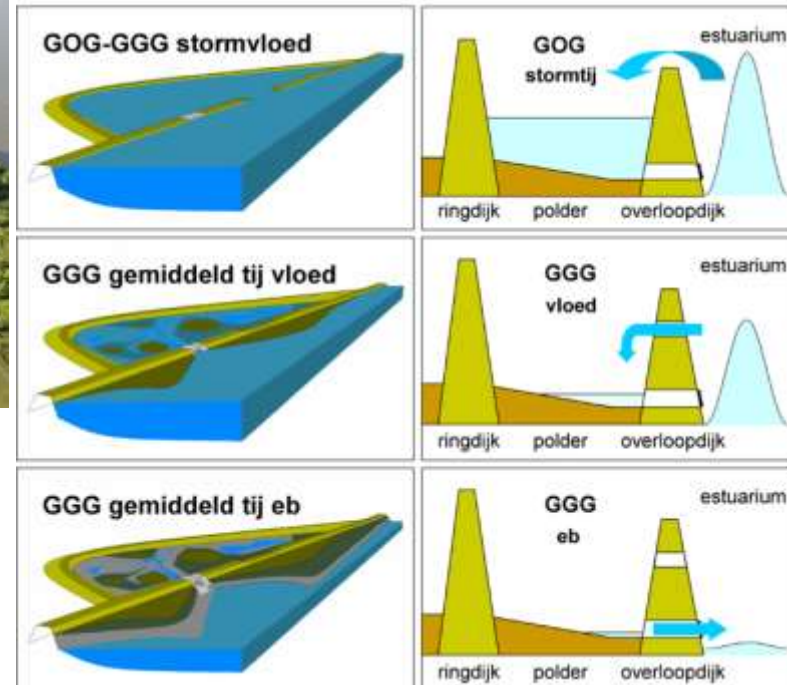 GOG-GGG stormvloed
GOG
stormtij
estuarium
ringdijk polder overloopdijk
GGG gemiddeld tij vloed
GGG
vloed
estuarium
ringdijk polder overloopdijk
GGG gemiddeld tij eb
GGG
eb
estuarium
ringdijk polder overloopdijk